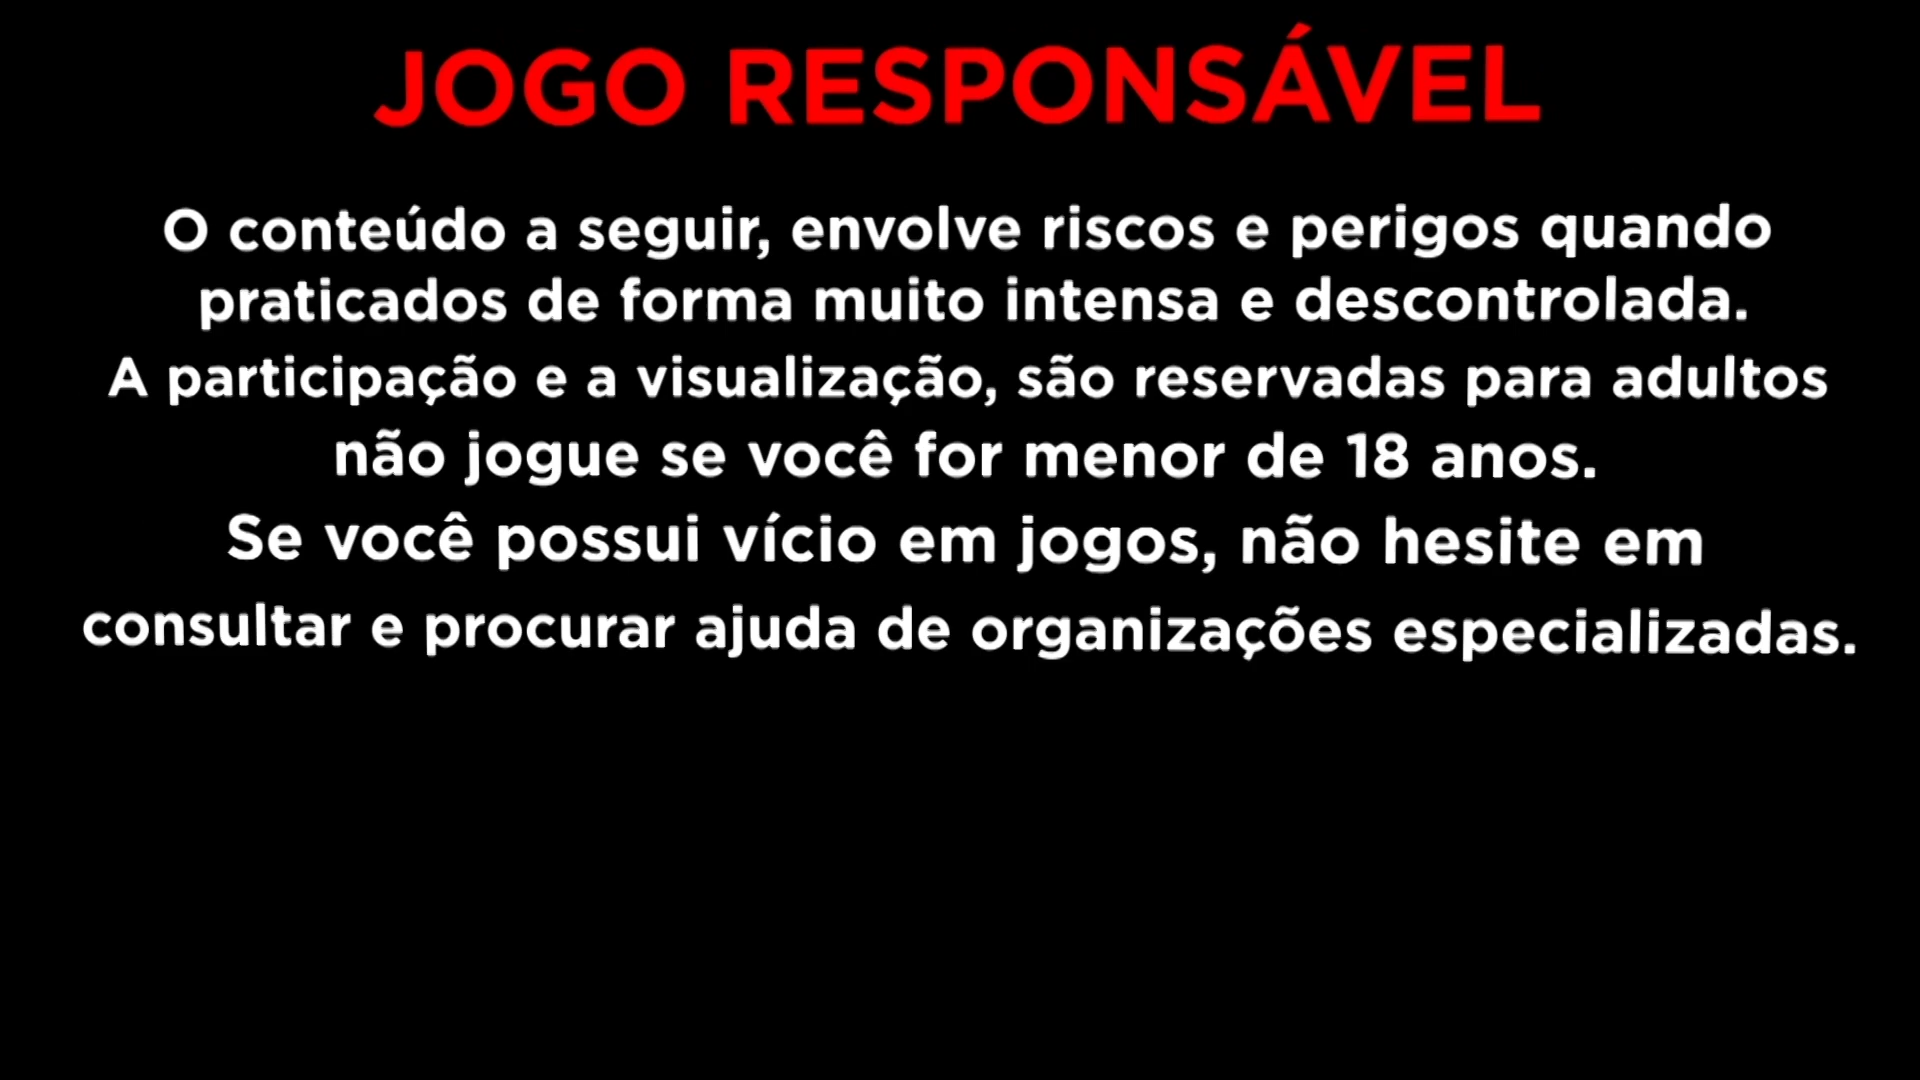 JOGO RESPONSÁVEL
O conteúdo a seguir, envolve riscos e perigos quando
praticados de forma muito intensa e descontrolada.
A participação e a visualização, são reservadas para adultos
não jogue se você for menor de 18 anos.
Se você possui vício em jogos, não hesite em
consultar e procurar ajuda de organizações especializadas.